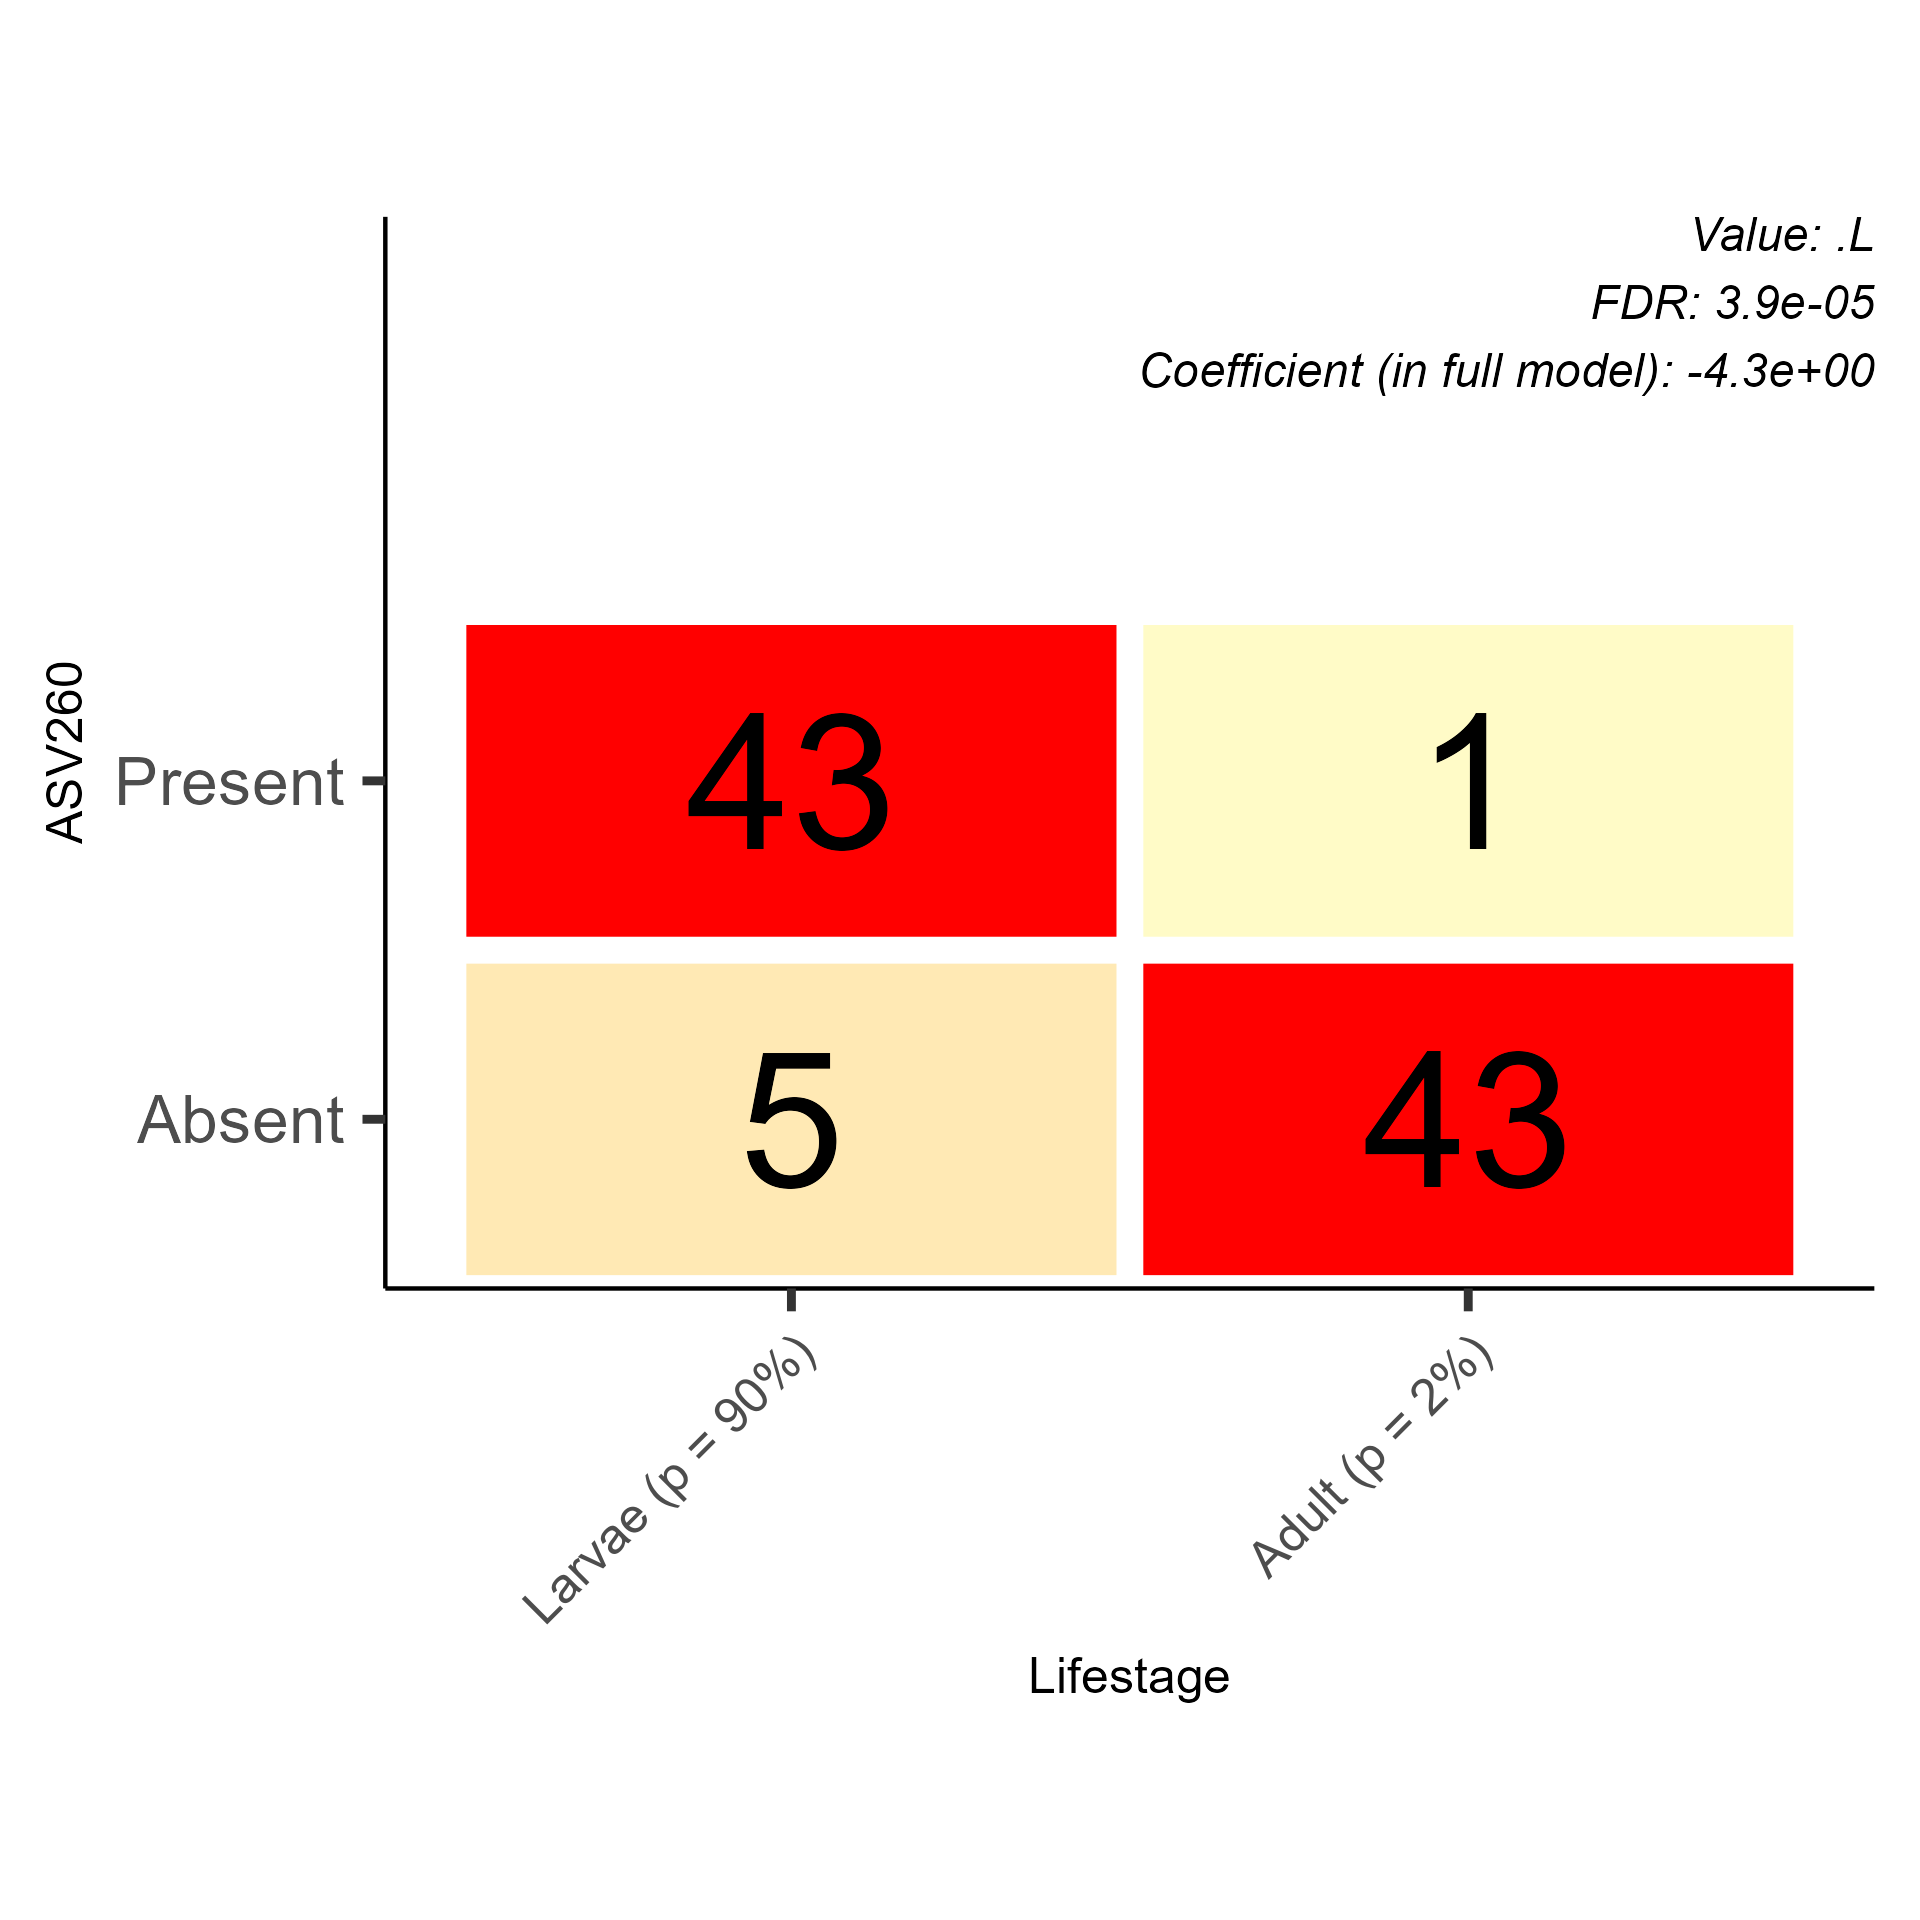 Value: .L
FDR: 3.9e-05
Coefficient (in full model): -4.3e+00
ASV260
Present
43
1
Absent
5
43
Larvae (p = 90%)
Adult (p = 2%)
Lifestage